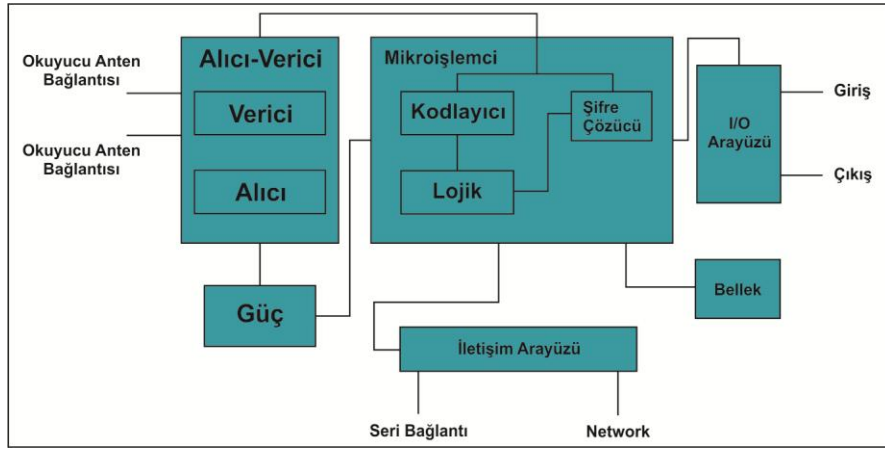 Okuyucu Anten
Bağlantısı
Okuyucu Anten
Bağlantısı
Alıcı-Verici
Verici
Alıcı
Güç
Mikroişlemci
Kodlayıcı
Şifre
Çözücü
Lojik
I/O
Arayüzü
Giriş
Çıkış
Bellek
İletişim Arayüzü
Seri Bağlantı
Network